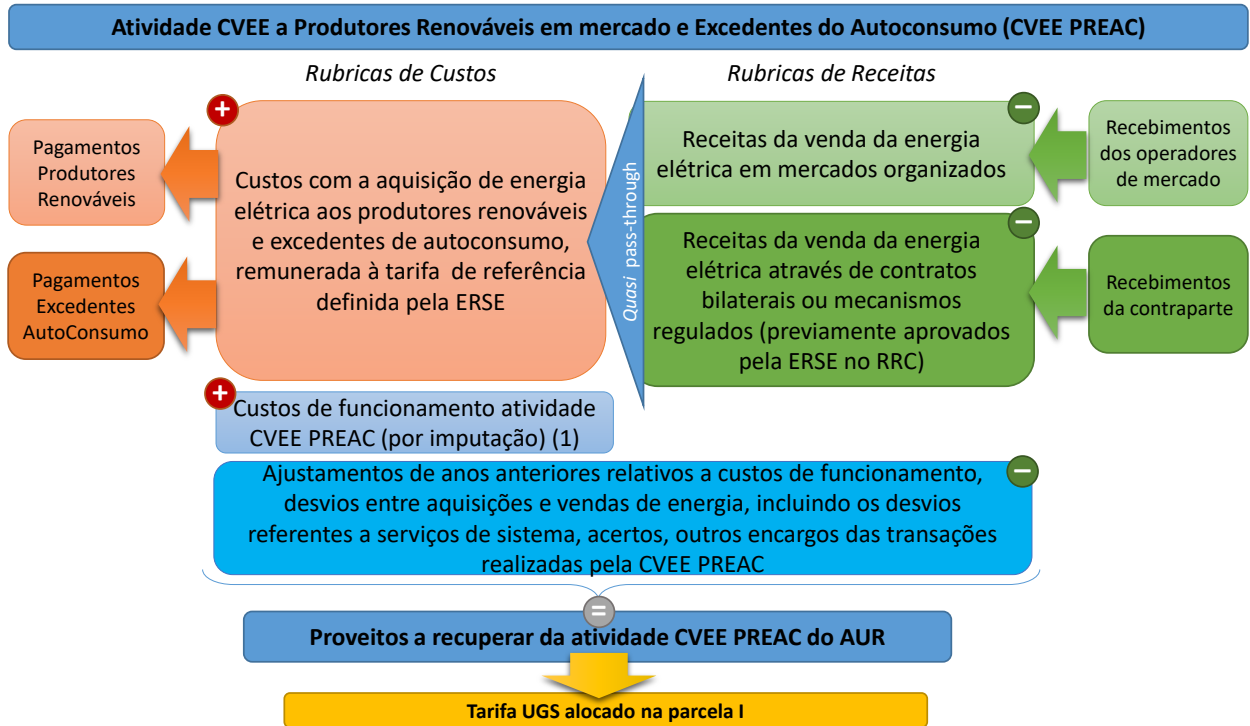 Atividade CVEE a Produtores Renováveis em mercado e Excedentes do Autoconsumo (CVEE PREAC)
Rubricas de Custos
Rubricas de Receitas
+
Pagamentos
Produtores
Renováveis
Pagamentos
Excedentes
AutoConsumo
Custos com a aquisição de energia
elétrica aos produtores renováveis
e excedentes de autoconsumo,
remunerada à tarifa de referência
definida pela ERSE
Quasi pass-through
−
Receitas da venda da energia
elétrica em mercados organizados
Recebimentos
dos operadores
de mercado
−
Receitas da venda da energia
elétrica através de contratos
bilaterais ou mecanismos
regulados (previamente aprovados
pela ERSE no RRC)
Recebimentos
da contraparte
+
Custos de funcionamento atividade
CVEE PREAC (por imputação) (1)
−
Ajustamentos de anos anteriores relativos a custos de funcionamento,
desvios entre aquisições e vendas de energia, incluindo os desvios
referentes a serviços de sistema, acertos, outros encargos das transações
realizadas pela CVEE PREAC
=
Proveitos a recuperar da atividade CVEE PREAC do AUR
Tarifa UGS alocado na parcela I